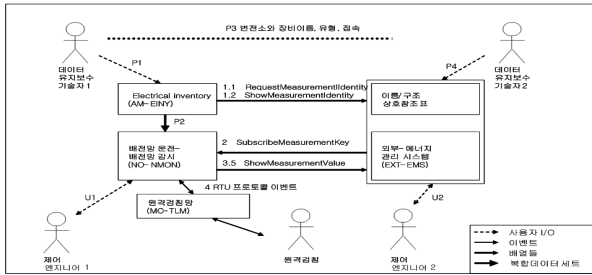 P3 변전소와 장비이름, 유형, 접속
P1
P4
데이터
유지보수
기술자1
Electrical inventory
(AM-EINY)
1.1 RequestMeasurementIdentity
1.2 ShowMeasurementIdentity
이름/구조
상호참조표
데이터
유지보수
기술자2
P2
배전망 운전-
배전망 감시
(NO-NMON)
2 SubscribeMeasurementKey
3.5 ShowMeasurementValue
외부-에너지
관리 시스템
(EXT-EMS)
4 RTU 프로토콜 이벤트
U1
원격검침망
(MO-TLM)
U2
제어
엔지니어 1
원격검침
제어
엔지니어 2
사용자 I/O
이벤트
배열들
복합데이터 세트